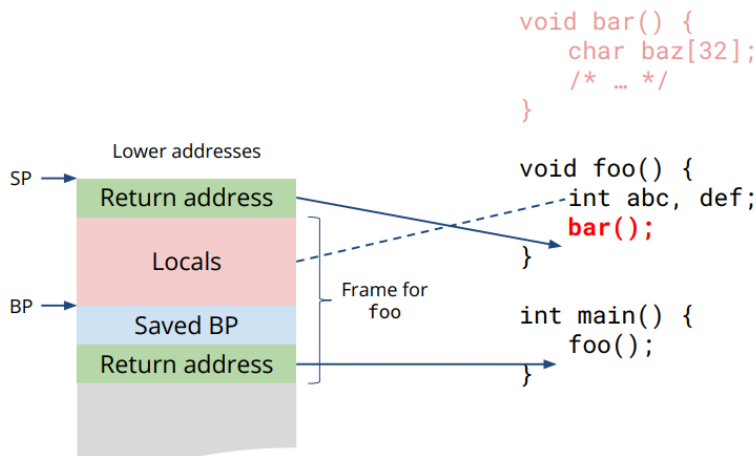 void bar() {
char baz[32];
/* … */
}
Lower addresses
SP
Return address
Locals
BP
Saved BP
Return address
Frame for
foo
void foo() {
int abc, def;
bar();
}
int main() {
foo();
}